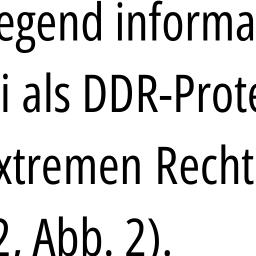 egend informa
i als DDR-Prote
xtremen Recht
2, Abb. 2).